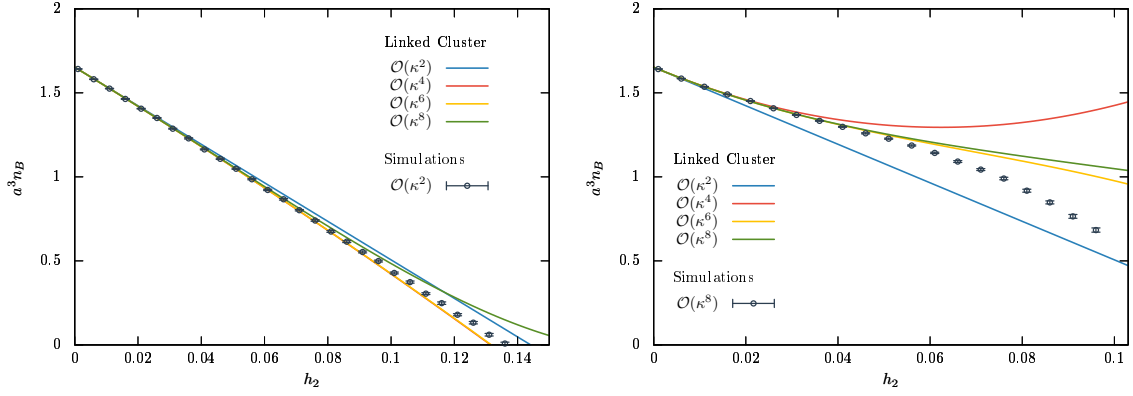 2
1.5
1
0.5
0
a³n_B
0 0.02 0.04 0.06 0.08 0.1 0.12 0.14
h₂
Linked Cluster
𝒪(κ²)
𝒪(κ⁴)
𝒪(κ⁶)
𝒪(κ⁸)
Simulations
𝒪(κ²)
2
1.5
1
0.5
0
a³n_B
0 0.02 0.04 0.06 0.08 0.1
h₂
Linked Cluster
𝒪(κ²)
𝒪(κ⁴)
𝒪(κ⁶)
𝒪(κ⁸)
Simulations
𝒪(κ⁸)